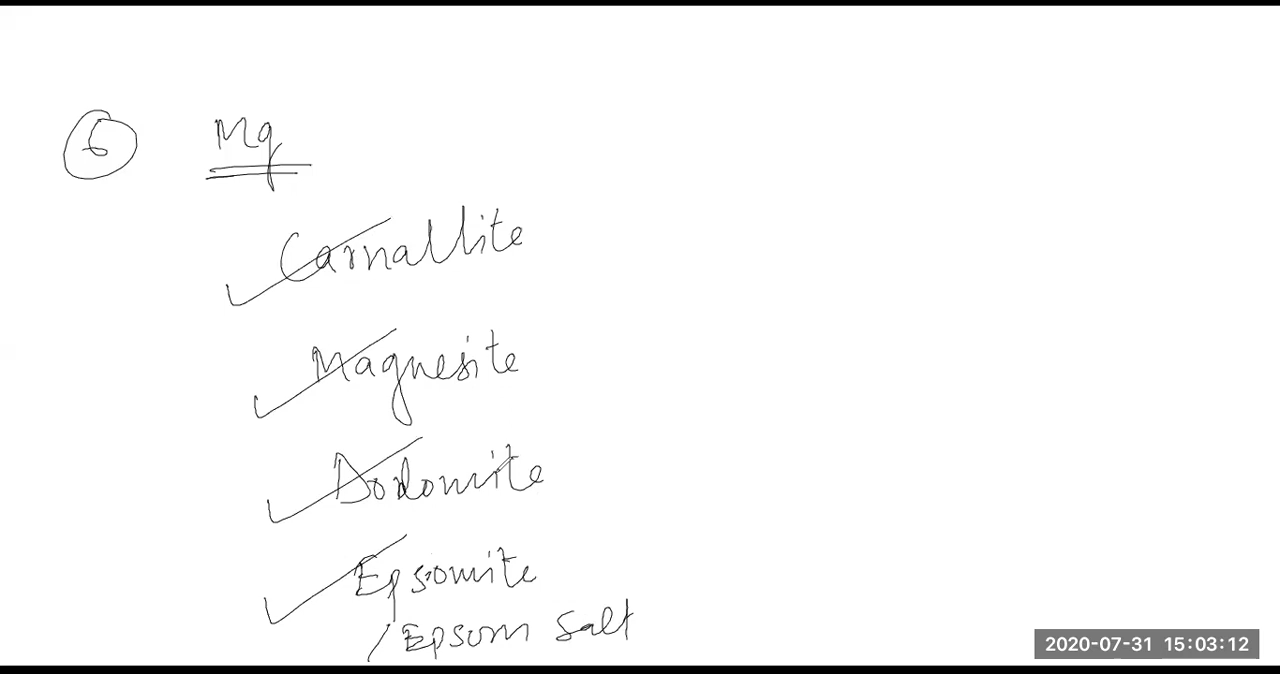 6 Mg
Carnallite
Magnesite
Dolomite
Epsomite
/Epsom Salt
2020-07-31 15:03:12